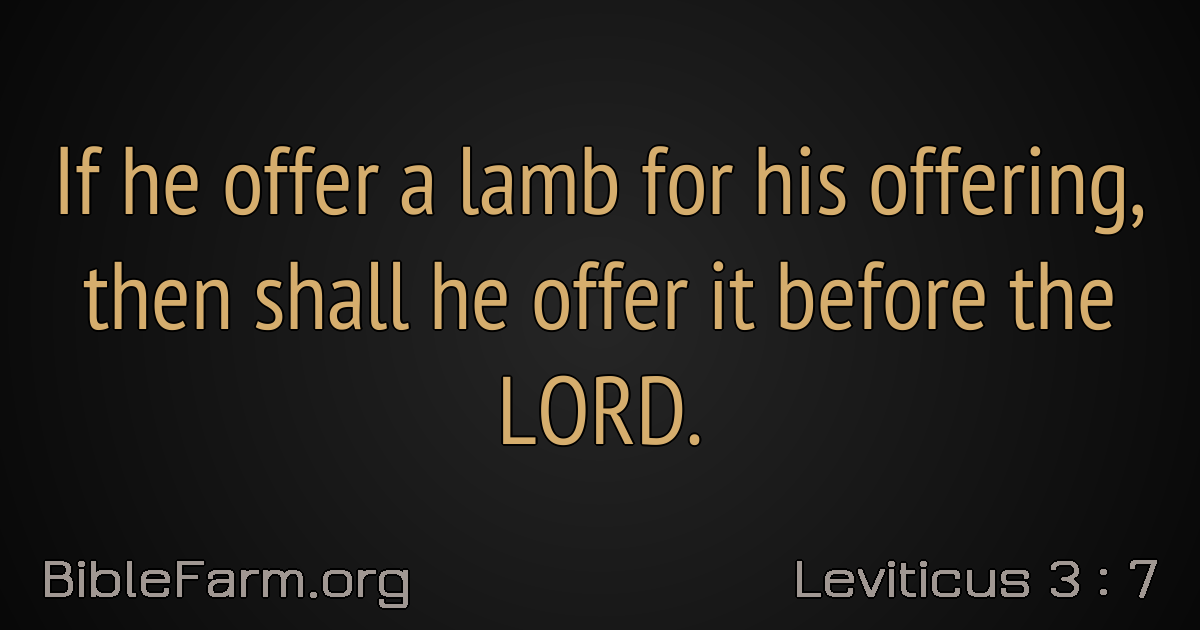 If he offer a lamb for his offering,
then shall he offer it before the
LORD.
BibleFarm.org
Leviticus 3 : 7